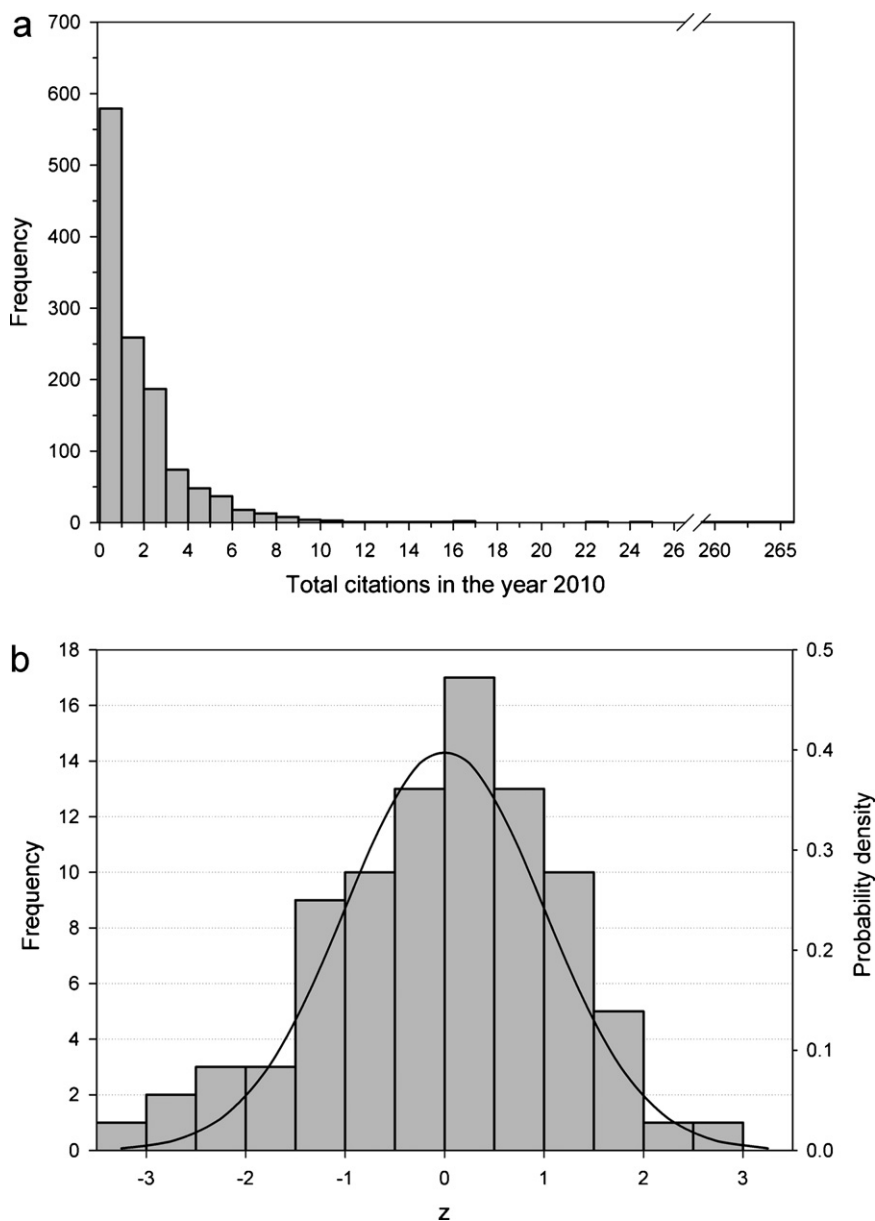 a
700
600
500
400
300
200
100
0
Frequency
0 2 4 6 8 10 12 14 16 18 20 22 24 26 260 265
Total citations in the year 2010
b
18
16
14
12
10
8
6
4
2
0
Frequency
0.5
0.4
0.3
0.2
0.1
0.0
Probability density
-3 -2 -1 0 1 2 3
z